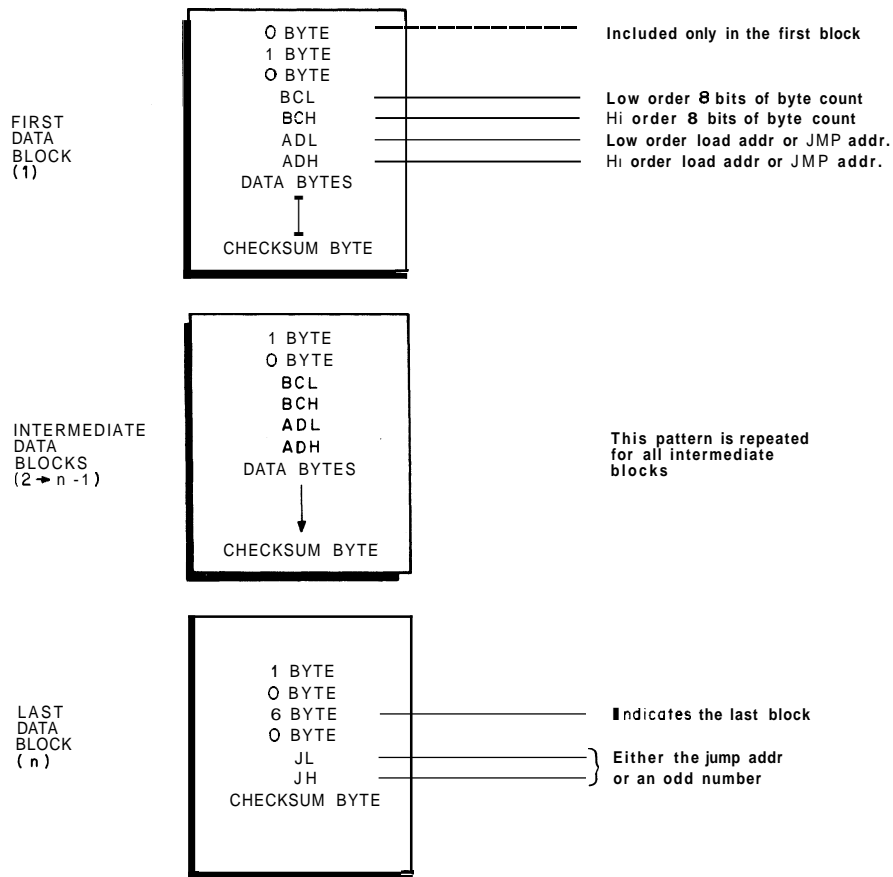 0 BYTE
1 BYTE
0 BYTE
BCL
BCH
ADL
ADH
DATA BYTES
CHECKSUM BYTE
FIRST
DATA
BLOCK
(1)
Included only in the first block
Low order 8 bits of byte count
Hi order 8 bits of byte count
Low order load addr or JMP addr.
Hi order load addr or JMP addr.
INTERMEDIATE
DATA
BLOCKS
(2 → n -1)
1 BYTE
0 BYTE
BCL
BCH
ADL
ADH
DATA BYTES
CHECKSUM BYTE
This pattern is repeated
for all intermediate
blocks
LAST
DATA
BLOCK
(n)
1 BYTE
0 BYTE
6 BYTE
0 BYTE
JL
JH
CHECKSUM BYTE
Indicates the last block
Either the jump addr
or an odd number